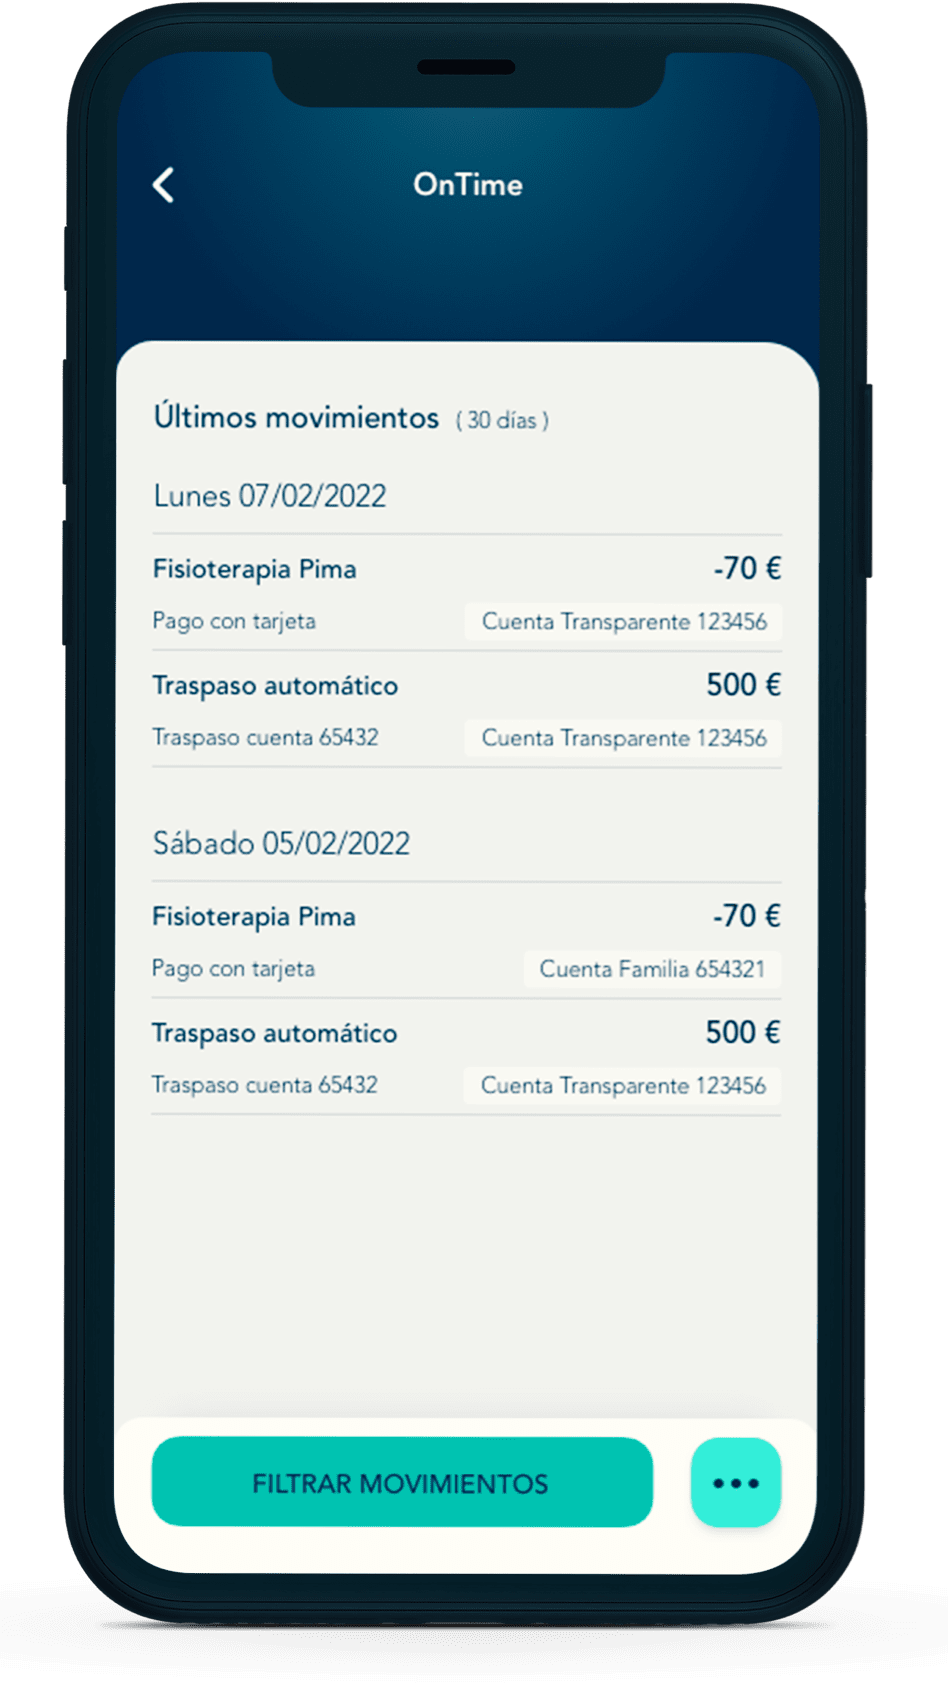 OnTime
Últimos movimientos ( 30 días )
Lunes 07/02/2022
Fisioterapia Pima -70 €
Pago con tarjeta Cuenta Transparente 123456
Traspaso automático 500 €
Traspaso cuenta 65432 Cuenta Transparente 123456
Sábado 05/02/2022
Fisioterapia Pima -70 €
Pago con tarjeta Cuenta Familia 654321
Traspaso automático 500 €
Traspaso cuenta 65432 Cuenta Transparente 123456
FILTRAR MOVIMIENTOS